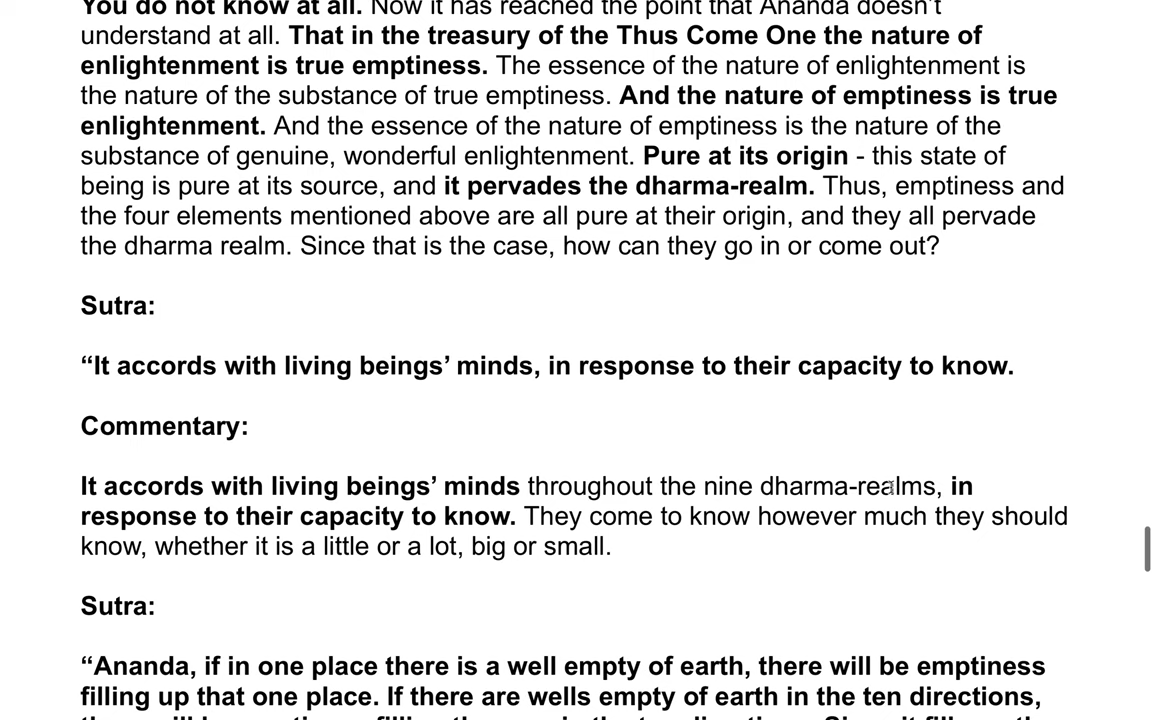 You do not know at all. Now it has reached the point that Ananda doesn't
understand at all. That in the treasury of the Thus Come One the nature of
enlightenment is true emptiness. The essence of the nature of enlightenment is
the nature of the substance of true emptiness. And the nature of emptiness is true
enlightenment. And the essence of the nature of emptiness is the nature of the
substance of genuine, wonderful enlightenment. Pure at its origin - this state of
being is pure at its source, and it pervades the dharma-realm. Thus, emptiness and
the four elements mentioned above are all pure at their origin, and they all pervade
the dharma realm. Since that is the case, how can they go in or come out?
Sutra:
“It accords with living beings’ minds, in response to their capacity to know.
Commentary:
It accords with living beings’ minds throughout the nine dharma-realms, in
response to their capacity to know. They come to know however much they should
know, whether it is a little or a lot, big or small.
Sutra:
“Ananda, if in one place there is a well empty of earth, there will be emptiness
filling up that one place. If there are wells empty of earth in the ten directions,